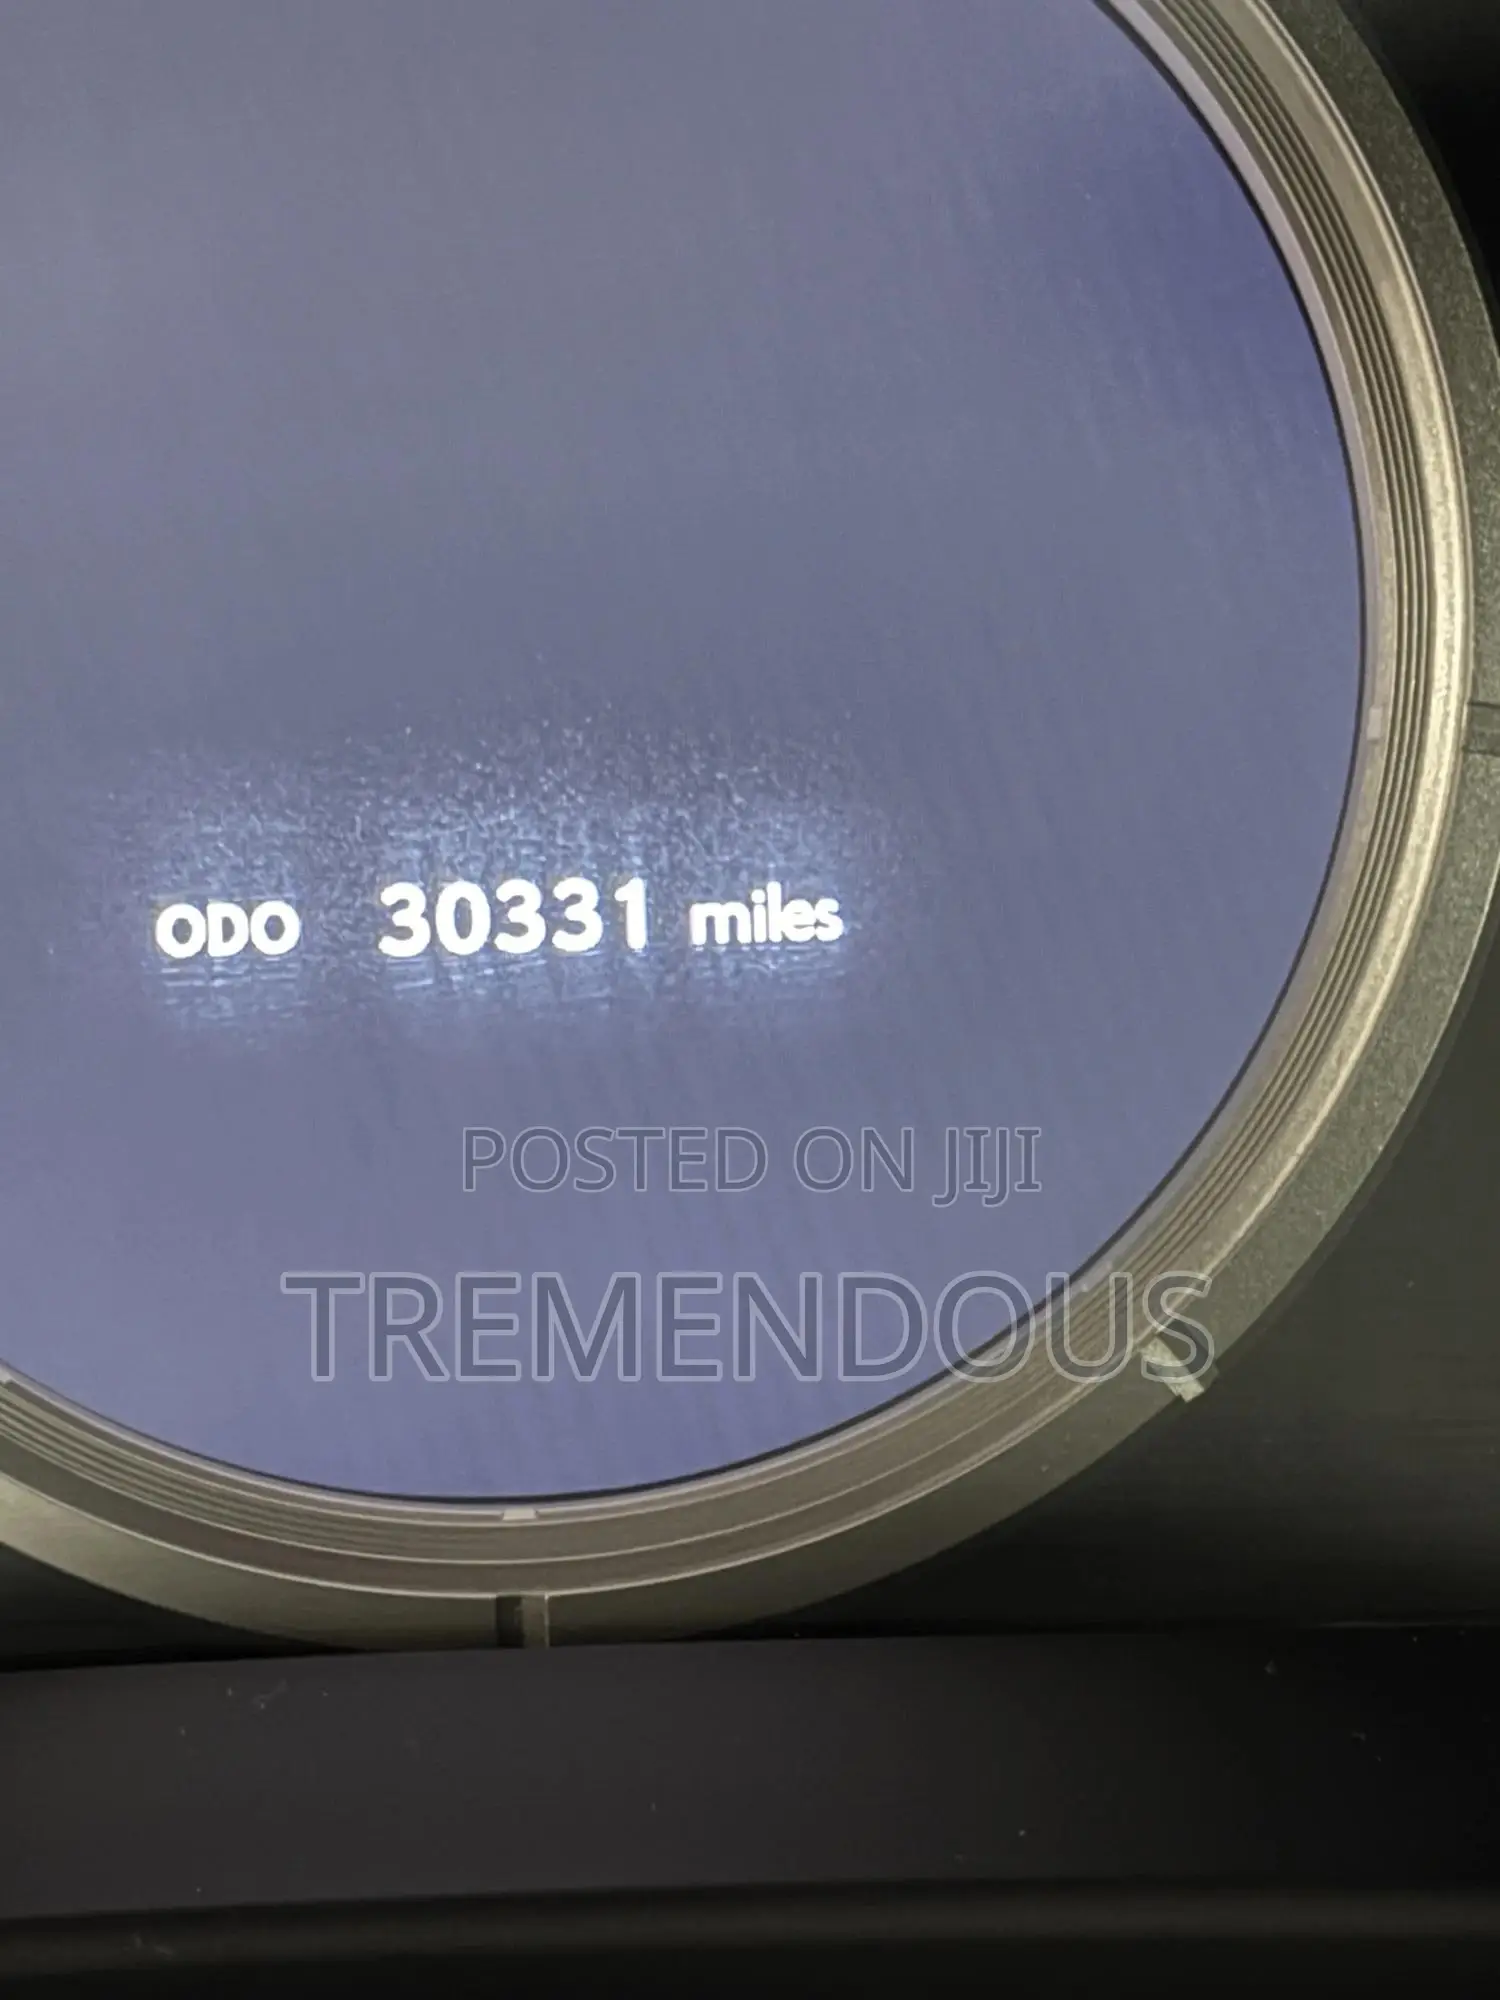 ODO 30331 miles
POSTED ON JIJI
TREMENDOUS